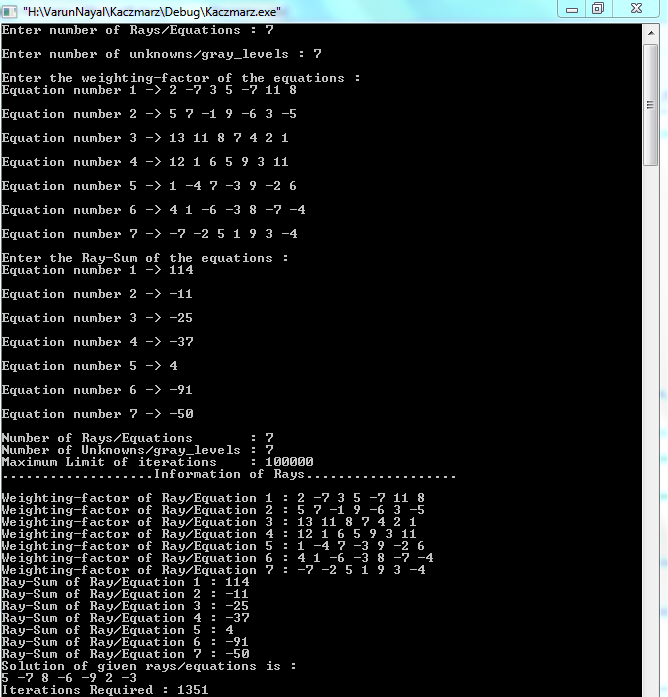 "H:\VarunNayal\Kaczmarz\Debug\Kaczmarz.exe"
Enter number of Rays/Equations : 7
Enter number of unknowns/gray_levels : 7
Enter the weighting-factor of the equations :
Equation number 1 -> 2 -7 3 5 -7 11 8
Equation number 2 -> 5 7 -1 9 -6 3 -5
Equation number 3 -> 13 11 8 7 4 2 1
Equation number 4 -> 12 1 6 5 9 3 11
Equation number 5 -> 1 -4 7 -3 9 -2 6
Equation number 6 -> 4 1 -6 -3 8 -7 -4
Equation number 7 -> -7 -2 5 1 9 3 -4
Enter the Ray-Sum of the equations :
Equation number 1 -> 114
Equation number 2 -> -11
Equation number 3 -> -25
Equation number 4 -> -37
Equation number 5 -> 4
Equation number 6 -> -91
Equation number 7 -> -50
Number of Rays/Equations : 7
Number of Unknowns/gray_levels : 7
Maximum Limit of iterations : 100000
...................Information of Rays...................
Weighting-factor of Ray/Equation 1 : 2 -7 3 5 -7 11 8
Weighting-factor of Ray/Equation 2 : 5 7 -1 9 -6 3 -5
Weighting-factor of Ray/Equation 3 : 13 11 8 7 4 2 1
Weighting-factor of Ray/Equation 4 : 12 1 6 5 9 3 11
Weighting-factor of Ray/Equation 5 : 1 -4 7 -3 9 -2 6
Weighting-factor of Ray/Equation 6 : 4 1 -6 -3 8 -7 -4
Weighting-factor of Ray/Equation 7 : -7 -2 5 1 9 3 -4
Ray-Sum of Ray/Equation 1 : 114
Ray-Sum of Ray/Equation 2 : -11
Ray-Sum of Ray/Equation 3 : -25
Ray-Sum of Ray/Equation 4 : -37
Ray-Sum of Ray/Equation 5 : 4
Ray-Sum of Ray/Equation 6 : -91
Ray-Sum of Ray/Equation 7 : -50
Solution of given rays/equations is :
5 -7 8 -6 -9 2 -3
Iterations Required : 1351